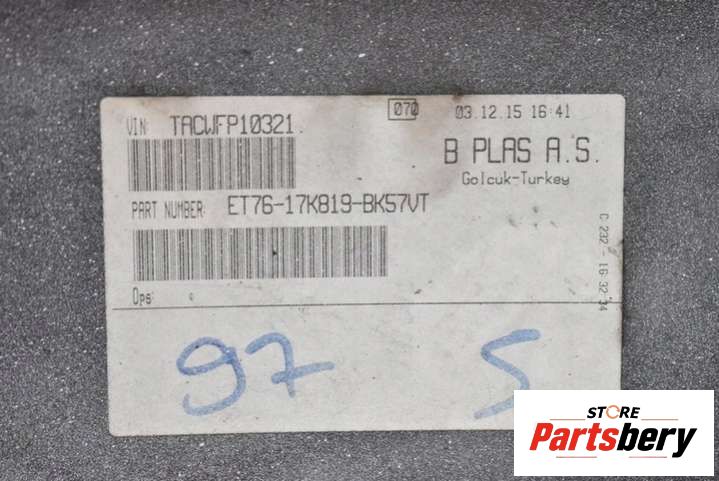 070 03.12.15 16:41
VIN: TACWFP10321.
B PLAS A.S.
Golcuk-Turkey
PART NUMBER: ET76-17K819-BK57VT
Ops:
C 232 - 16:32:34
97 5
STORE
Partsbery